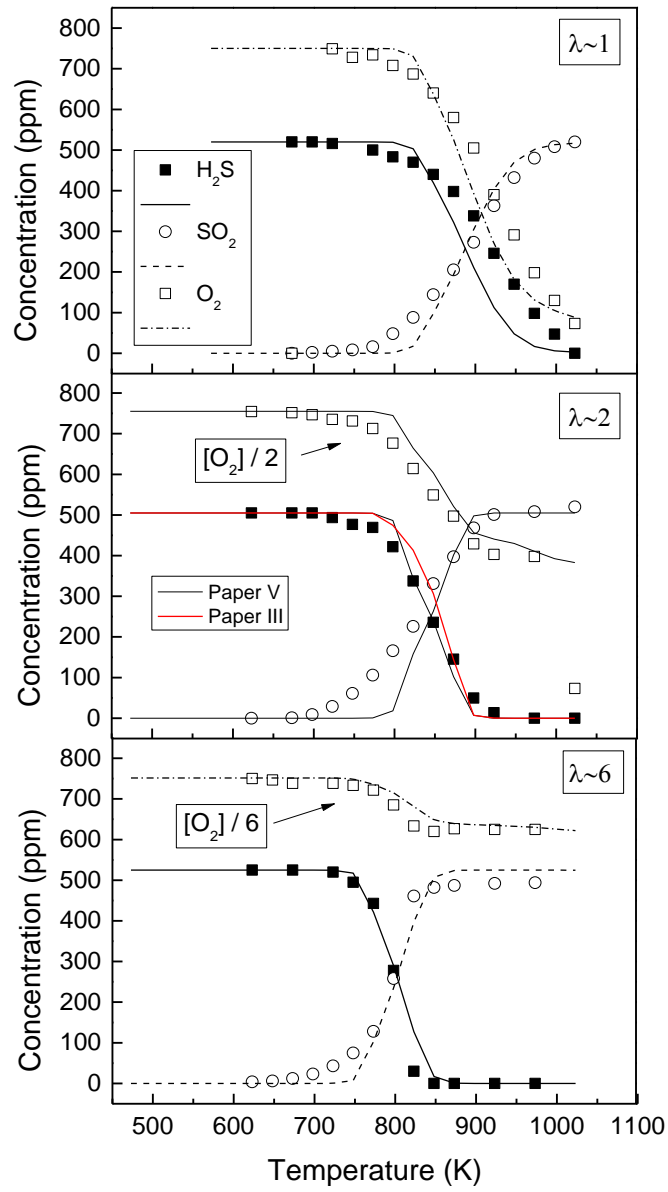 800
λ~1
700
600
500
H₂S
400
SO₂
300
O₂
200
100
0
Concentration (ppm)
800
λ~2
700
[O₂] / 2
600
500
400
Paper V
300
Paper III
200
100
0
Concentration (ppm)
800
λ~6
700
[O₂] / 6
600
500
400
300
200
100
0
Concentration (ppm)
500 600 700 800 900 1000 1100
Temperature (K)